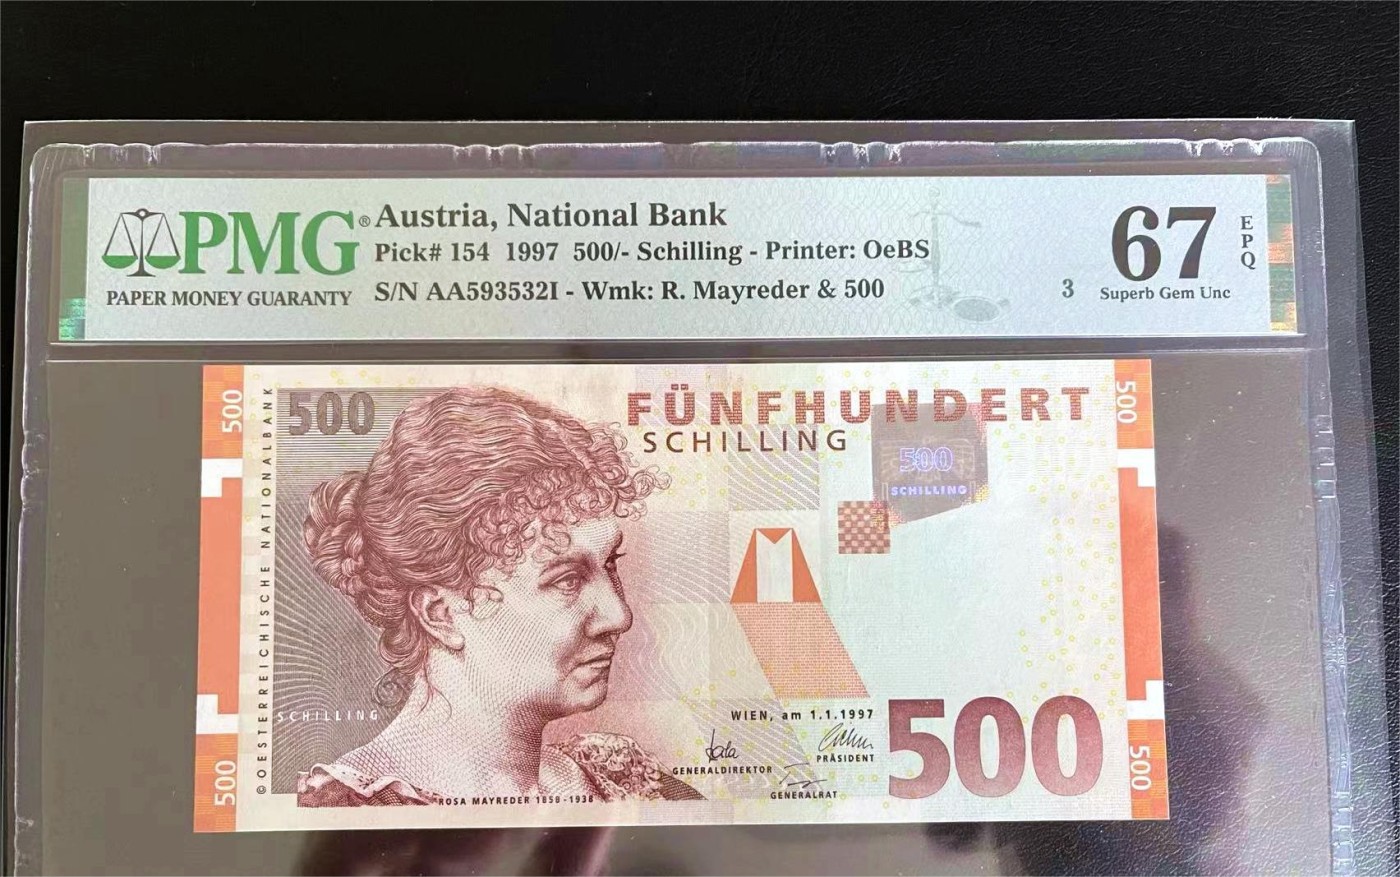 PMG®
PAPER MONEY GUARANTY
Austria, National Bank
Pick# 154 1997 500/- Schilling - Printer: OeBS
S/N AA593532I - Wmk: R. Mayreder & 500
3
67
EPQ
Superb Gem Unc
500
500
© OESTERREICHISCHE NATIONALBANK
500
FÜNFHUNDERT
SCHILLING
500
SCHILLING
500
SCHILLING
WIEN, am 1.1.1997
GENERALDIREKTOR
PRÄSIDENT
GENERALRAT
ROSA MAYREDER 1858-1938
500
500
500